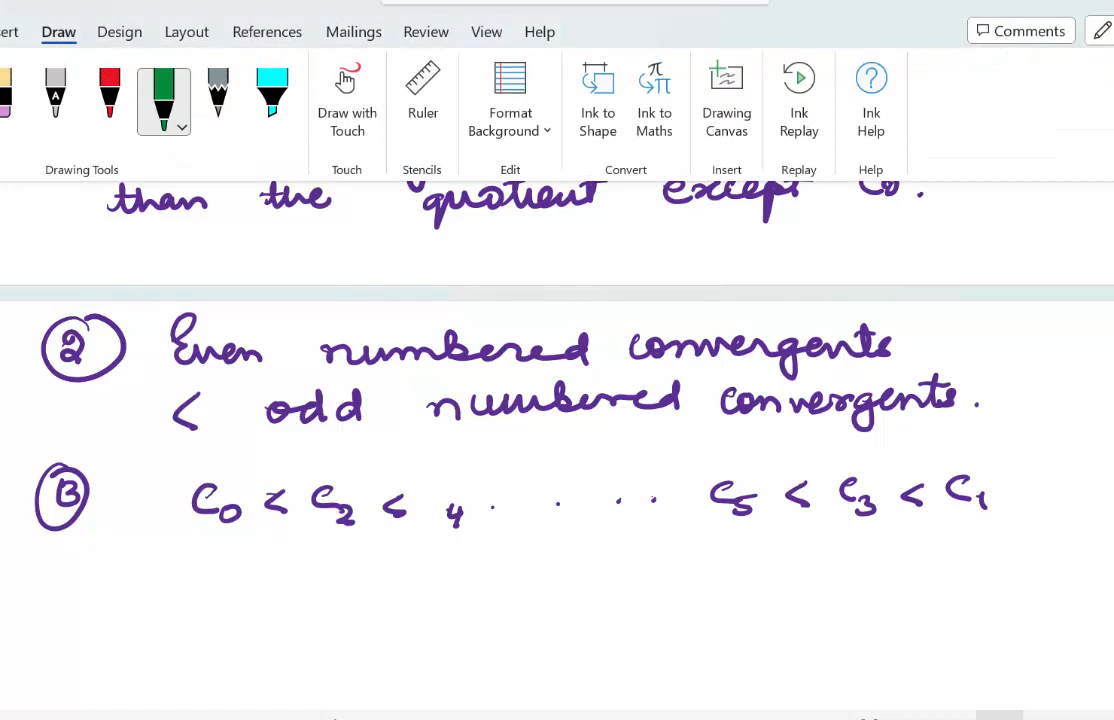 ert Draw Design Layout References Mailings Review View Help Comments
A
Draw with Touch Ruler Format Background Ink to Shape Ink to Maths Drawing Canvas Ink Replay Ink Help
Drawing Tools Touch Stencils Edit Convert Insert Replay Help
than the quotient except C0.
② Even numbered convergents
< odd numbered convergents.
③ C0 < C2 < 4 . . . . C5 < C3 < C1